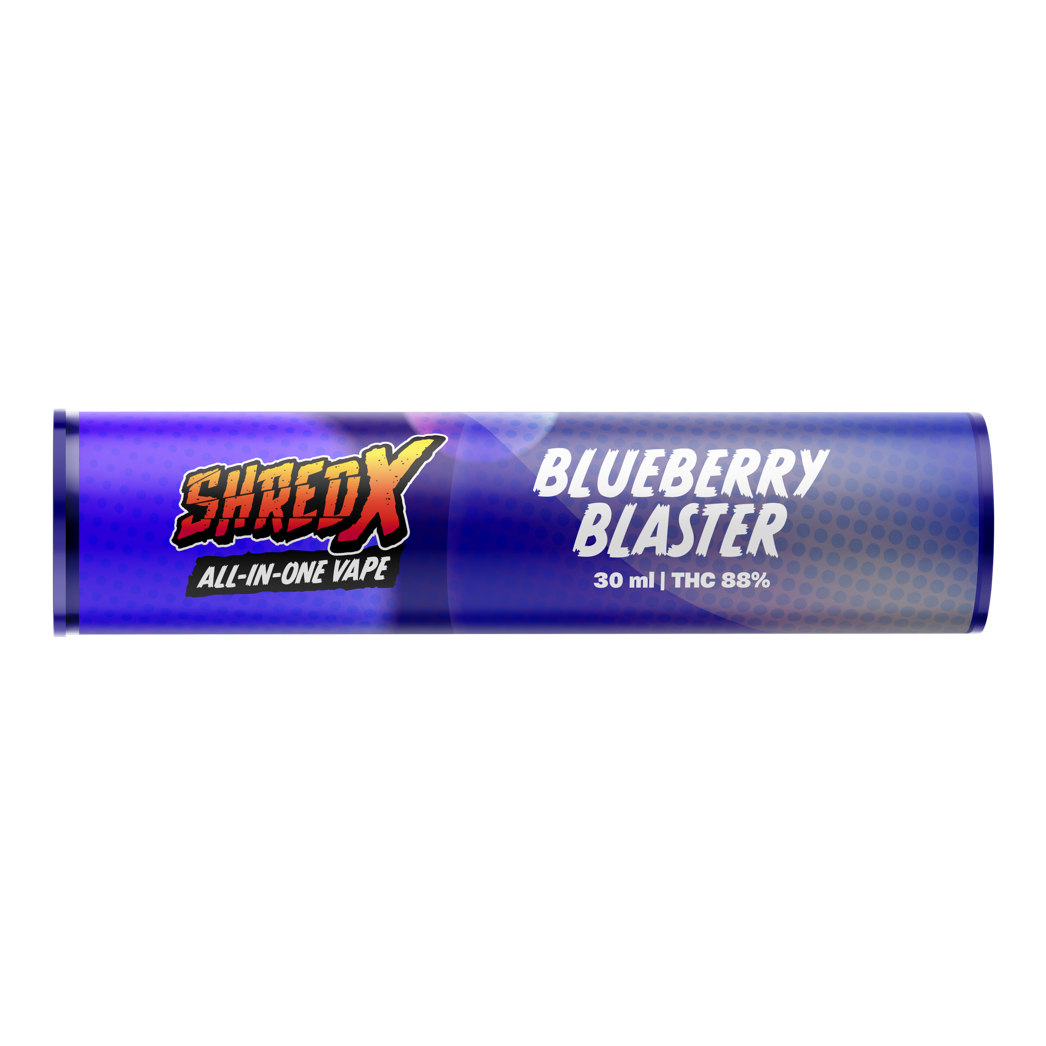 SHREDX
ALL-IN-ONE VAPE
BLUEBERRY
BLASTER
30 ml | THC 88%